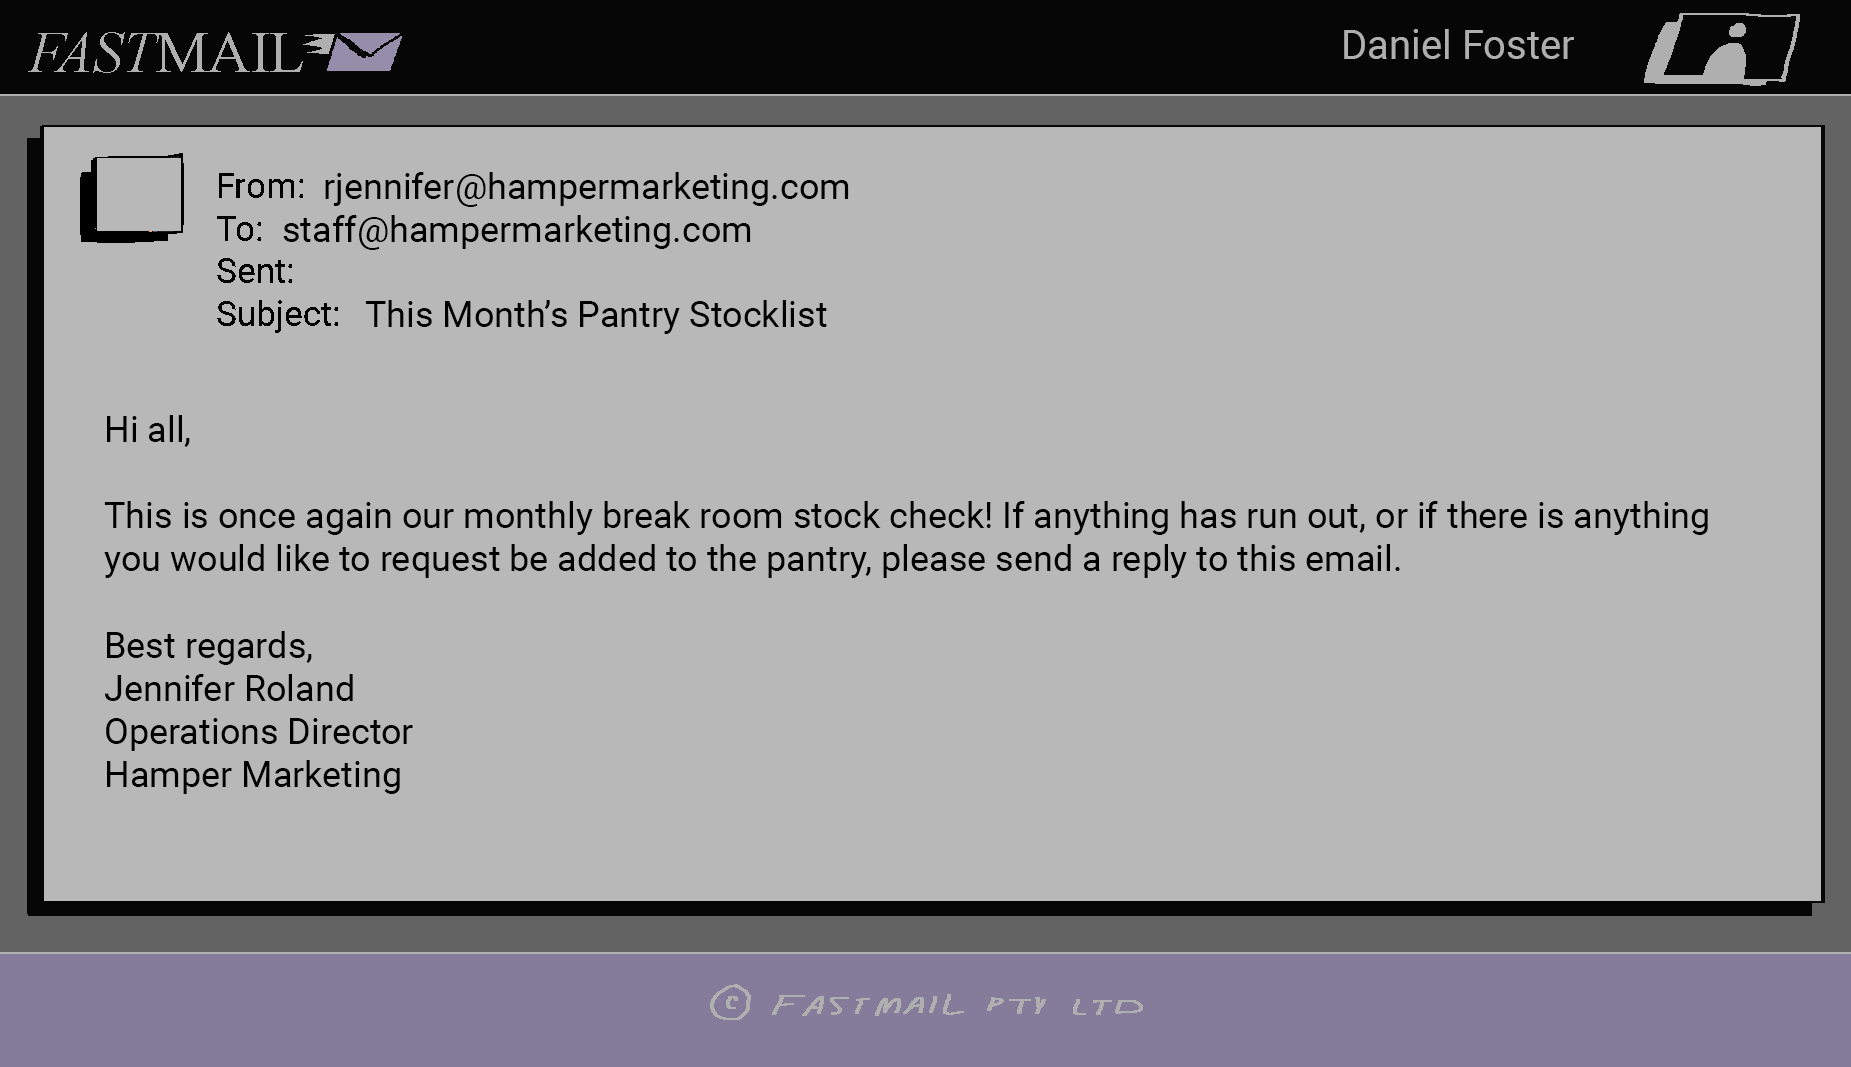 FASTMAIL
Daniel Foster
From: rjennifer@hampermarketing.com
To: staff@hampermarketing.com
Sent:
Subject: This Month’s Pantry Stocklist
Hi all,
This is once again our monthly break room stock check! If anything has run out, or if there is anything
you would like to request be added to the pantry, please send a reply to this email.
Best regards,
Jennifer Roland
Operations Director
Hamper Marketing
© FASTMAIL PTY LTD